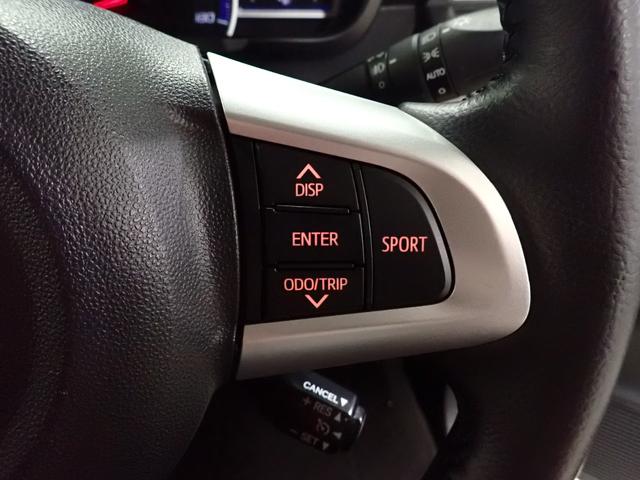 AUTO
DISP
ENTER
SPORT
ODO/TRIP
CANCEL▼
+ RES▲
− SET▼